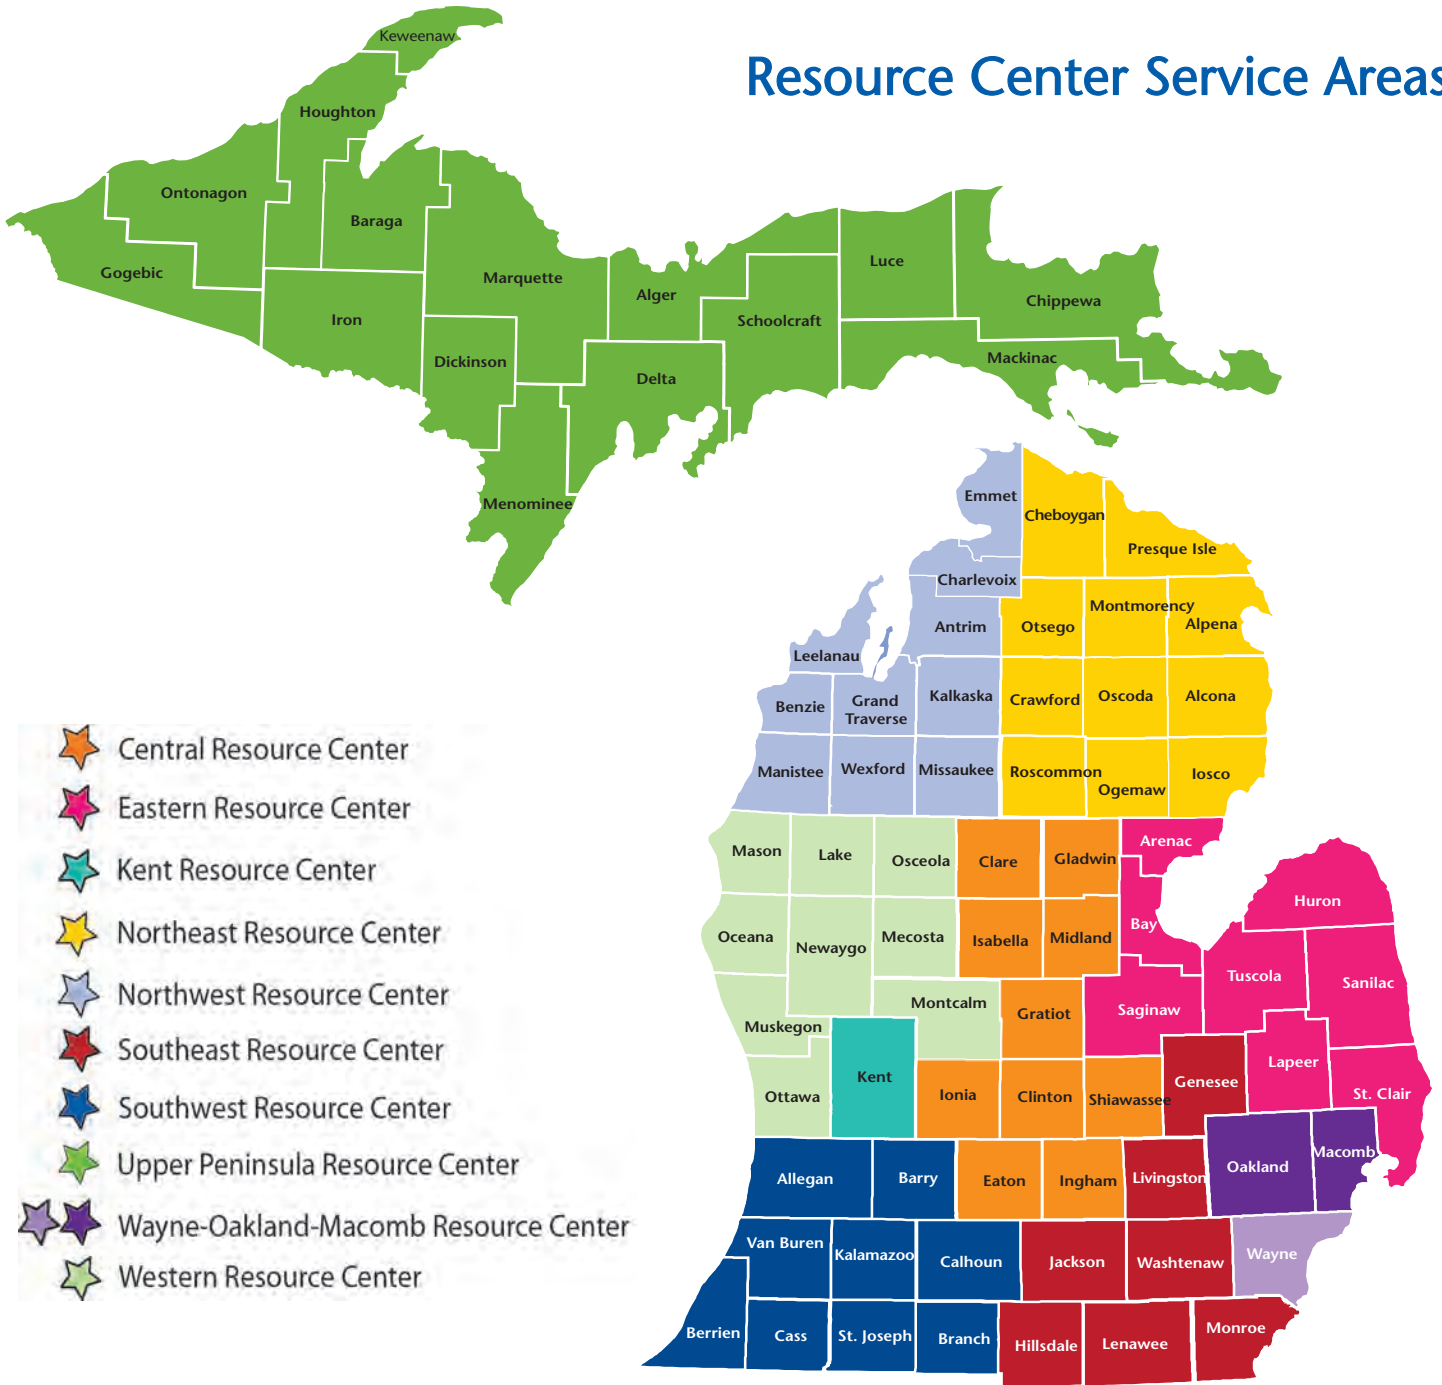 Resource Center Service Areas
Keweenaw
Houghton
Ontonagon
Baraga
Gogebic
Marquette
Luce
Alger
Chippewa
Iron
Schoolcraft
Dickinson
Mackinac
Delta
Menominee
Emmet
Cheboygan
Presque Isle
Charlevoix
Montmorency
Antrim
Otsego
Alpena
Leelanau
Benzie
Grand
Traverse
Kalkaska
Crawford
Oscoda
Alcona
Manistee
Wexford
Missaukee
Roscommon
Ogemaw
Iosco
Mason
Lake
Osceola
Clare
Gladwin
Arenac
Huron
Oceana
Newaygo
Mecosta
Isabella
Midland
Bay
Tuscola
Sanilac
Muskegon
Montcalm
Gratiot
Saginaw
Lapeer
Ottawa
Kent
Ionia
Clinton
Shiawassee
Genesee
St. Clair
Allegan
Barry
Eaton
Ingham
Livingston
Oakland
Macomb
Van Buren
Kalamazoo
Calhoun
Jackson
Washtenaw
Wayne
Berrien
Cass
St. Joseph
Branch
Hillsdale
Lenawee
Monroe
Central Resource Center
Eastern Resource Center
Kent Resource Center
Northeast Resource Center
Northwest Resource Center
Southeast Resource Center
Southwest Resource Center
Upper Peninsula Resource Center
Wayne-Oakland-Macomb Resource Center
Western Resource Center